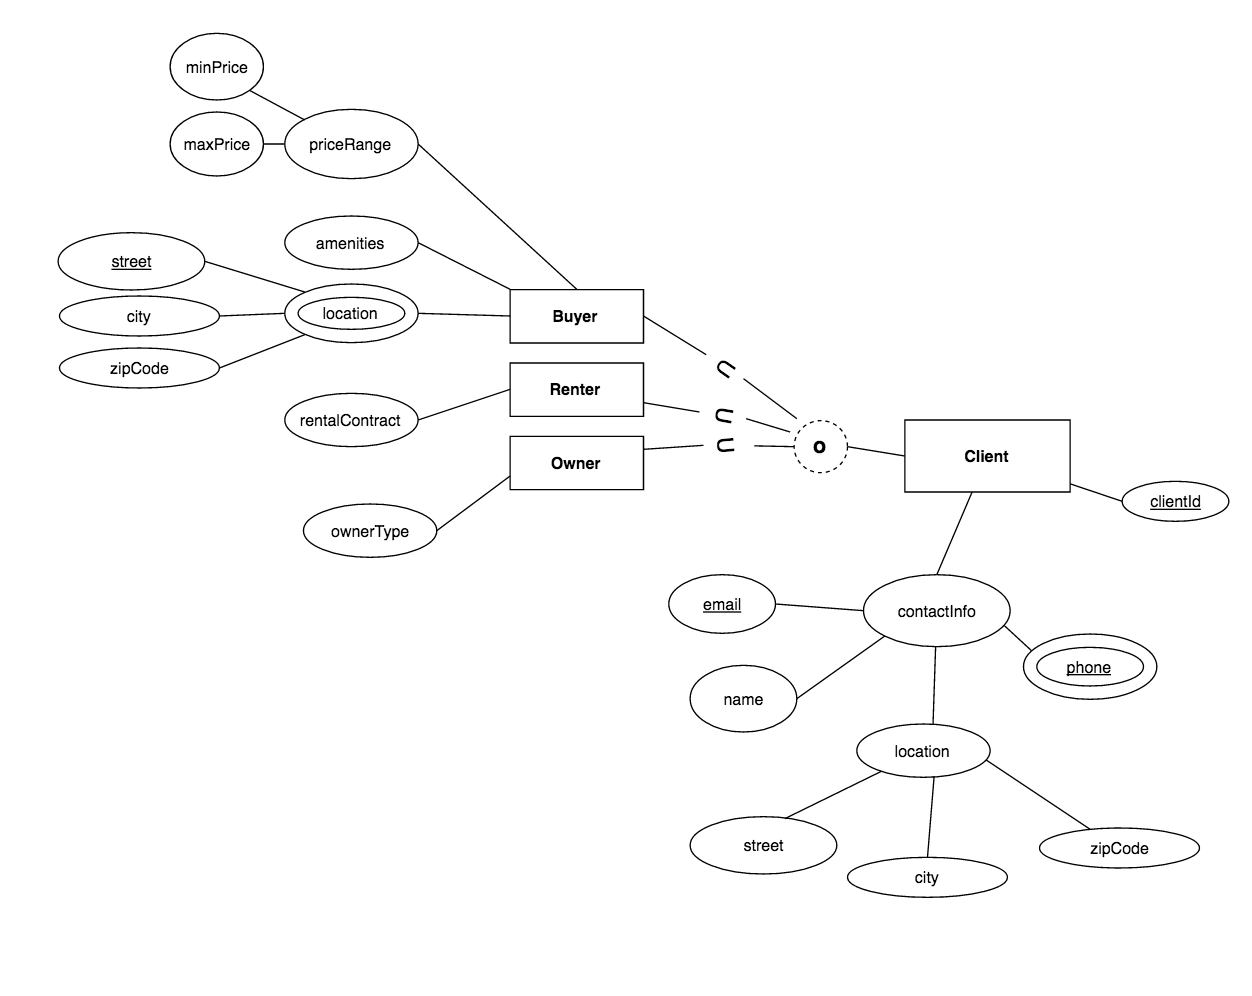 minPrice
maxPrice
priceRange
amenities
street
city
location
zipCode
Buyer
Renter
rentalContract
Owner
ownerType
o
Client
clientId
email
contactInfo
phone
name
location
street
city
zipCode